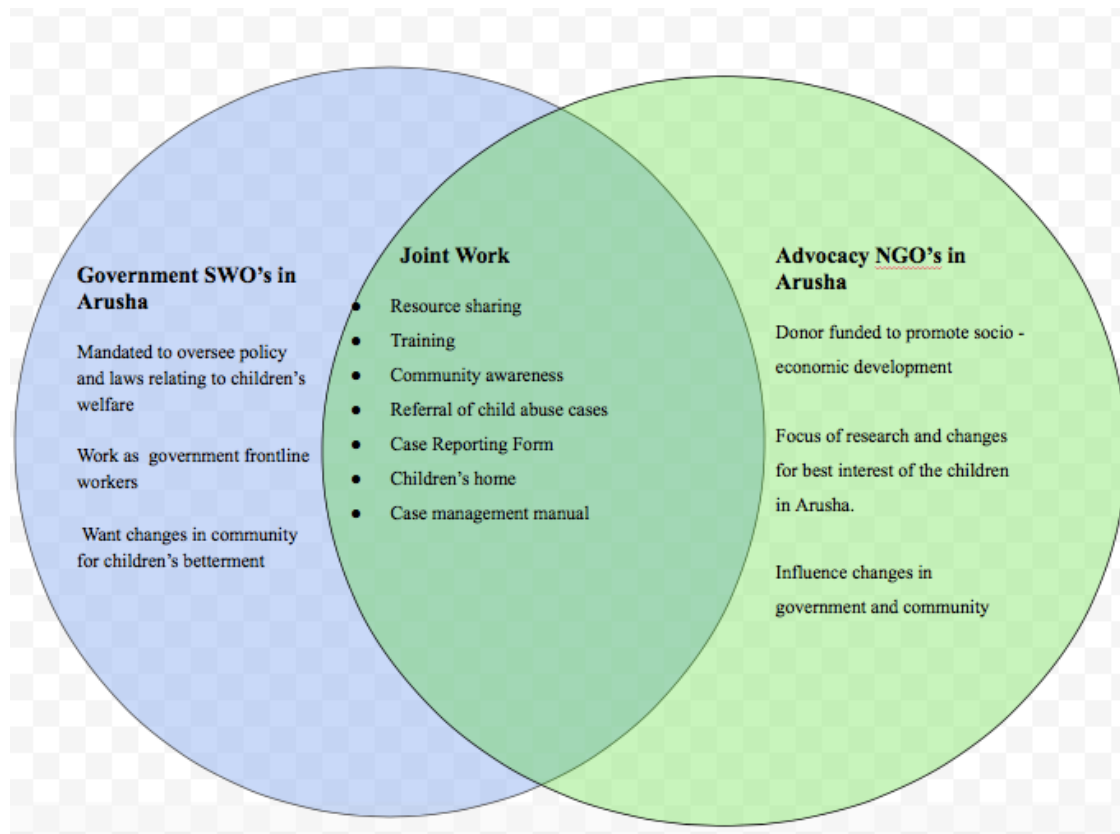 Government SWO's in
Arusha
Mandated to oversee policy
and laws relating to children's
welfare
Work as government frontline
workers
Want changes in community
for children's betterment
Joint Work
● Resource sharing
● Training
● Community awareness
● Referral of child abuse cases
● Case Reporting Form
● Children's home
● Case management manual
Advocacy NGO's in
Arusha
Donor funded to promote socio -
economic development
Focus of research and changes
for best interest of the children
in Arusha.
Influence changes in
government and community